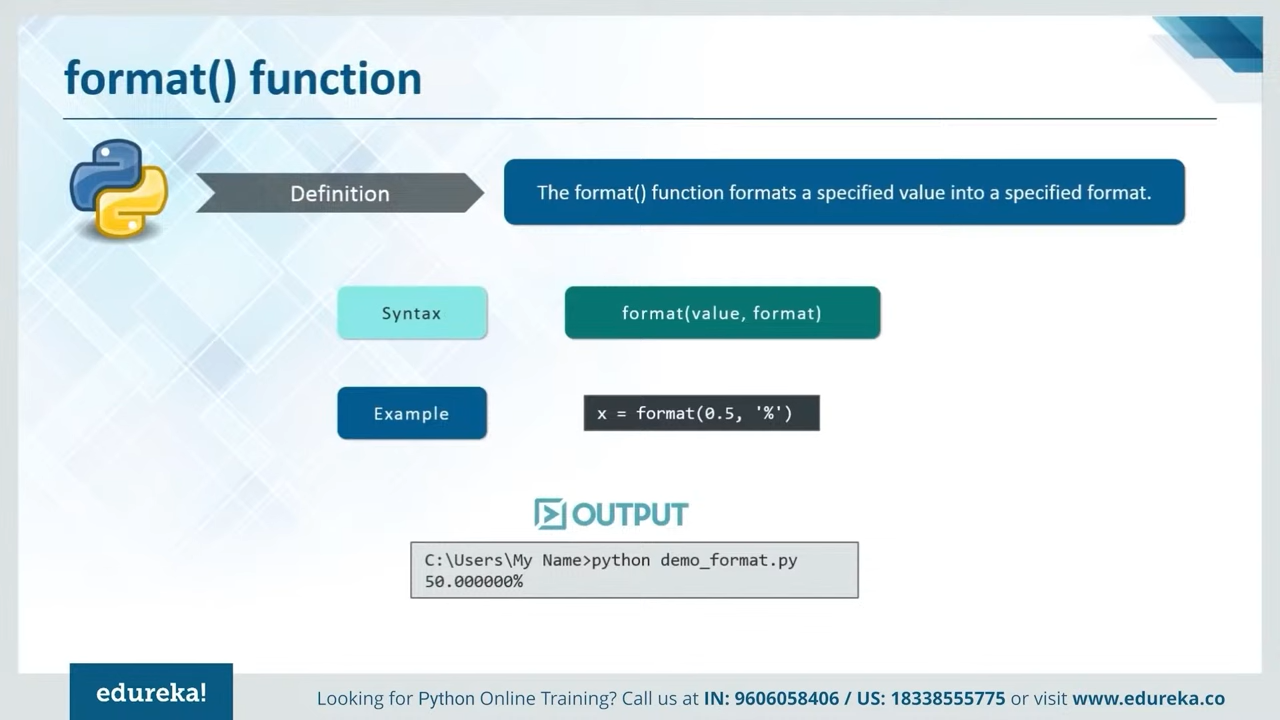 format() function
Definition
The format() function formats a specified value into a specified format.
Syntax
format(value, format)
Example
x = format(0.5, '%')
OUTPUT
C:\Users\My Name>python demo_format.py
50.000000%
edureka!
Looking for Python Online Training? Call us at IN: 9606058406 / US: 18338555775 or visit www.edureka.co